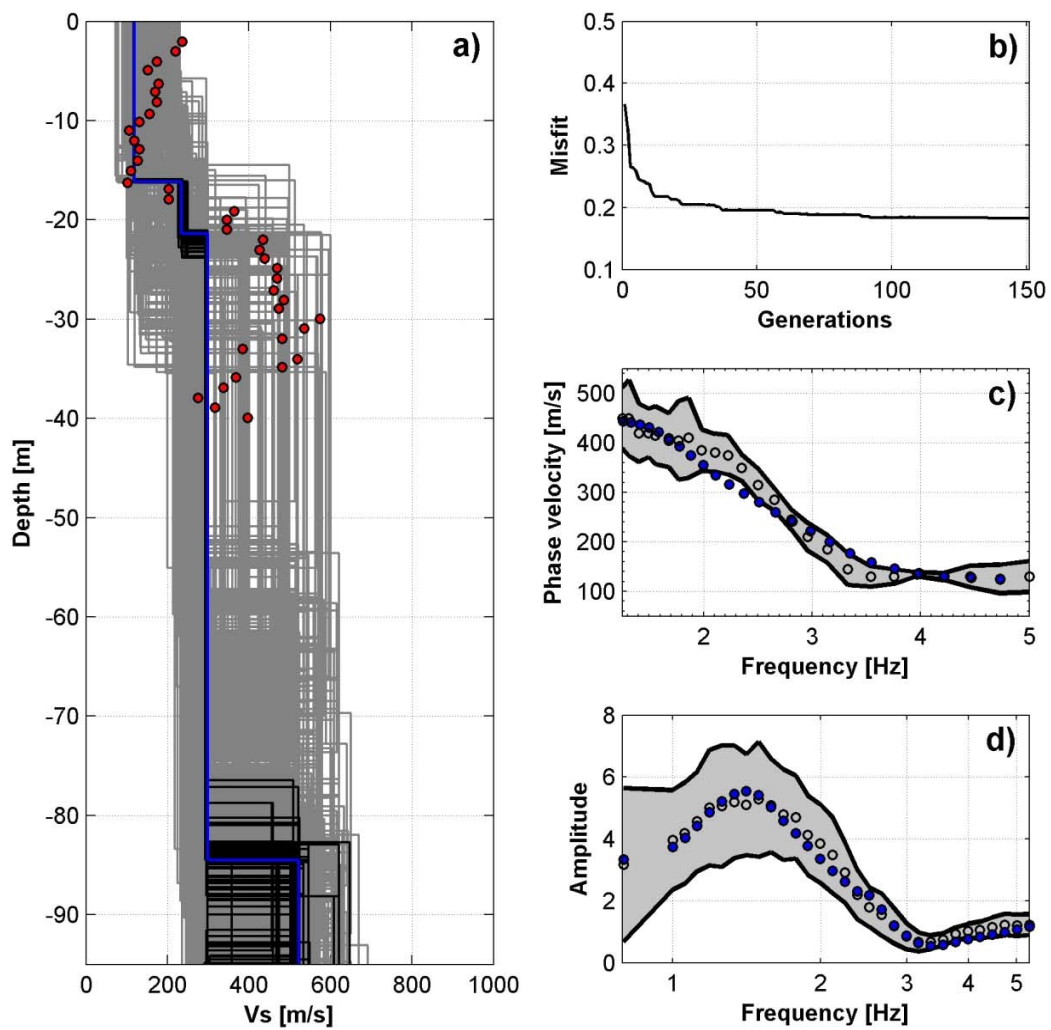 a)
0
-10
-20
-30
-40
-50
-60
-70
-80
-90
Depth [m]
0 200 400 600 800 1000
Vs [m/s]
b)
0.5
0.4
0.3
0.2
0.1
Misfit
0 50 100 150
Generations
c)
500
400
300
200
100
Phase velocity [m/s]
2 3 4 5
Frequency [Hz]
d)
8
6
4
2
0
Amplitude
1 2 3 4 5
Frequency [Hz]